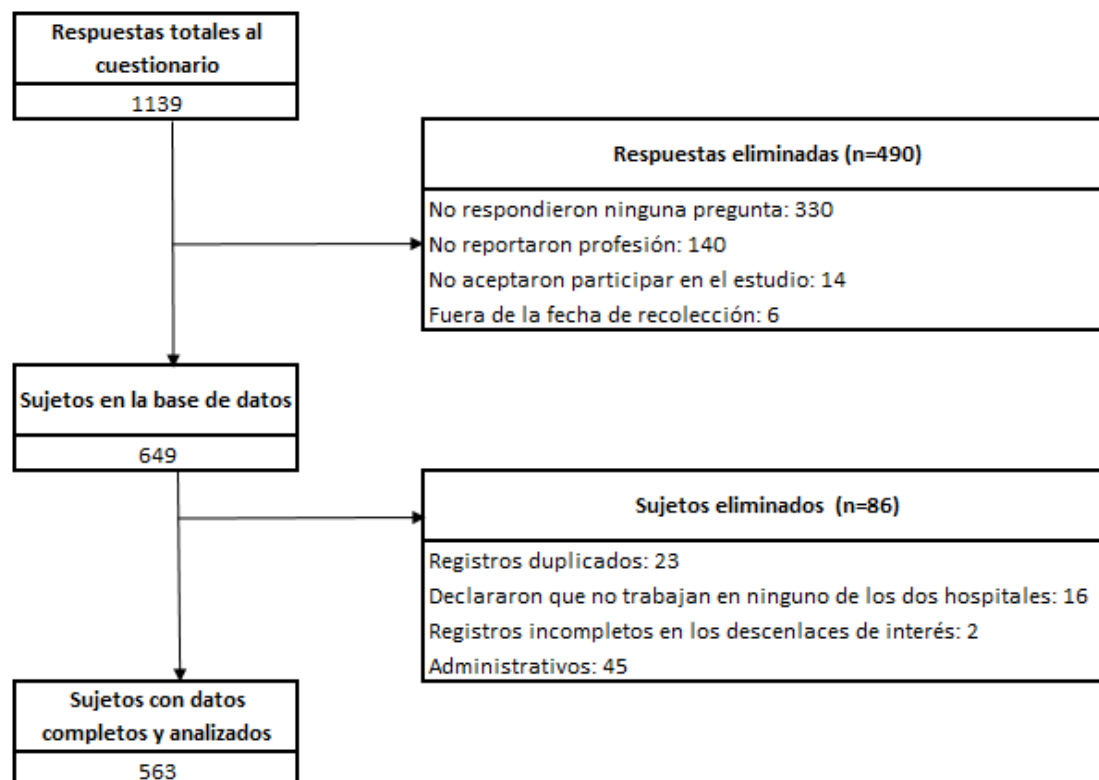 Respuestas totales al
cuestionario
1139
Respuestas eliminadas (n=490)
No respondieron ninguna pregunta: 330
No reportaron profesión: 140
No aceptaron participar en el estudio: 14
Fuera de la fecha de recolección: 6
Sujetos en la base de datos
649
Sujetos eliminados (n=86)
Registros duplicados: 23
Declararon que no trabajan en ninguno de los dos hospitales: 16
Registros incompletos en los descenlaces de interés: 2
Administrativos: 45
Sujetos con datos
completos y analizados
563